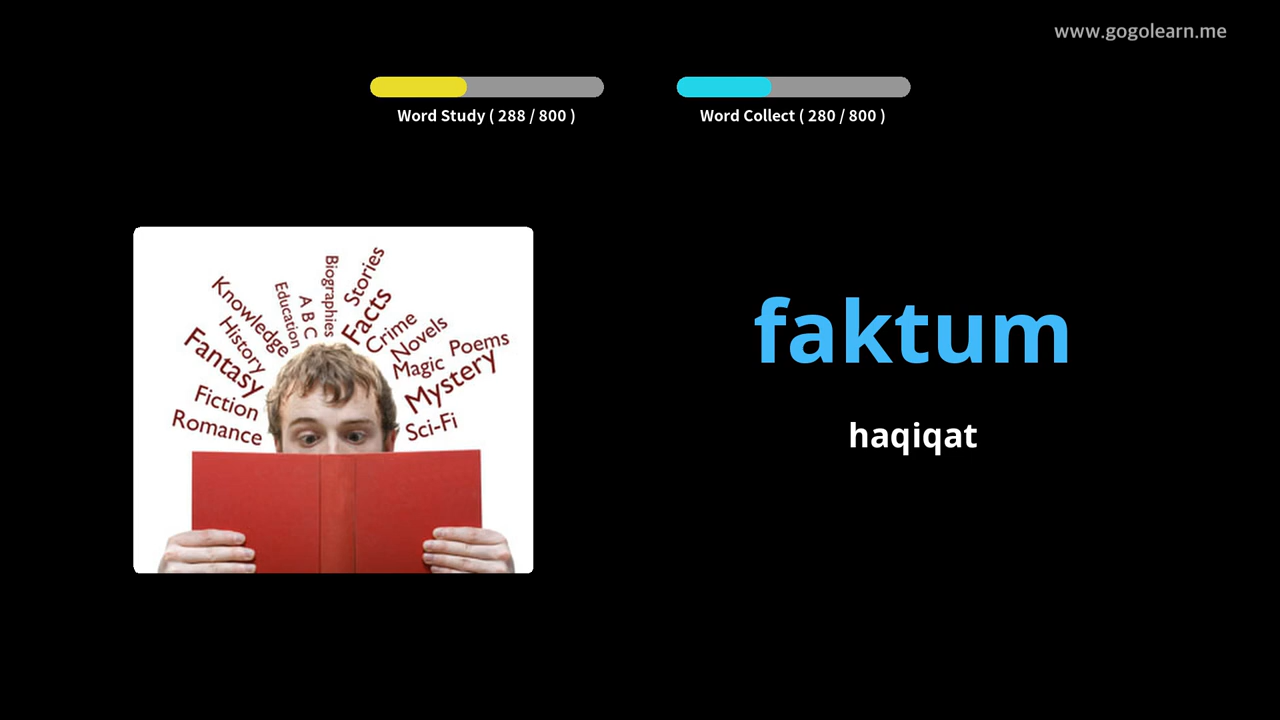 www.gogolearn.me
Word Study ( 288 / 800 )
Word Collect ( 280 / 800 )
Knowledge
Education
A B C
Biographies
Stories
Facts
History
Crime
Novels
Poems
Fantasy
Magic
Mystery
Fiction
Romance
Sci-Fi
faktum
haqiqat